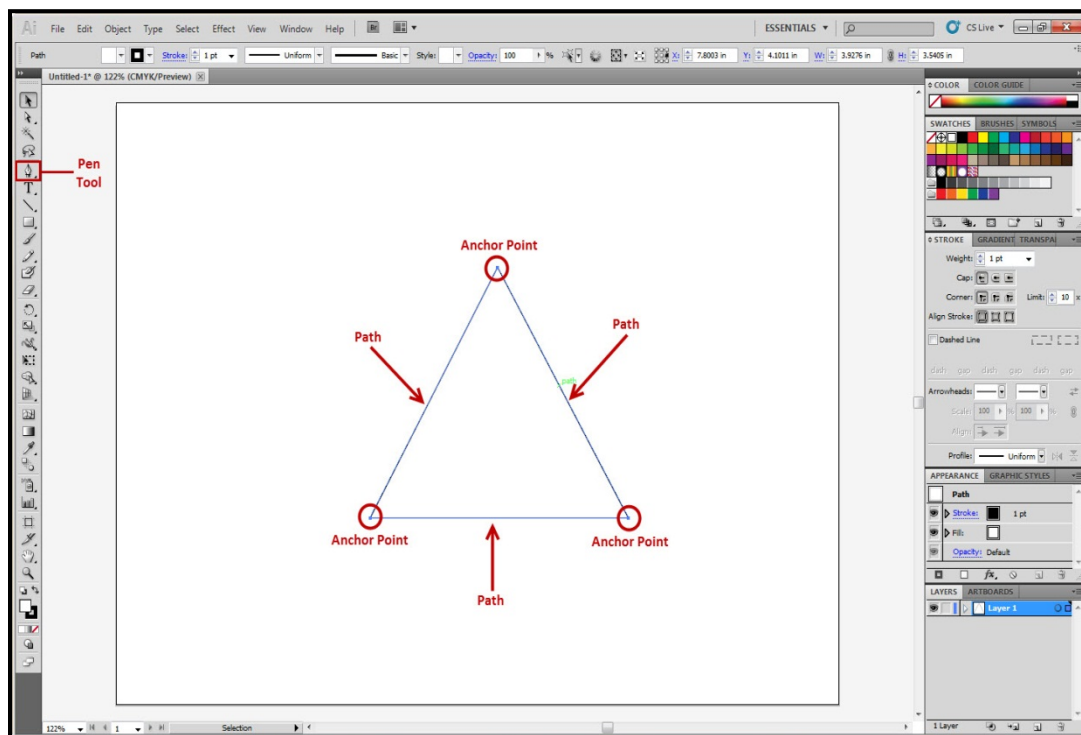 Ai File Edit Object Type Select Effect View Window Help Br ESSENTIALS CS Live
Path Stroke: 1 pt Uniform Basic Style: Opacity: 100 % X: 7.8003 in Y: 4.1011 in W: 3.9276 in H: 3.5405 in
Untitled-1* @ 122% (CMYK/Preview)
COLOR COLOR GUIDE
SWATCHES BRUSHES SYMBOLS
Pen
Tool
STROKE GRADIENT TRANSPA
Weight: 1 pt
Cap:
Corner: Limit: 10 x
Align Stroke:
Dashed Line
dash gap dash gap dash gap
Arrowheads:
Scale: 100 % 100 %
Align:
Profile: Uniform
APPEARANCE GRAPHIC STYLES
Path
Stroke: 1 pt
Fill:
Opacity: Default
fx.
LAYERS ARTBOARDS
Layer 1
1 Layer
Anchor Point
Path
Path
path
Anchor Point
Anchor Point
Path
122% 1 Selection